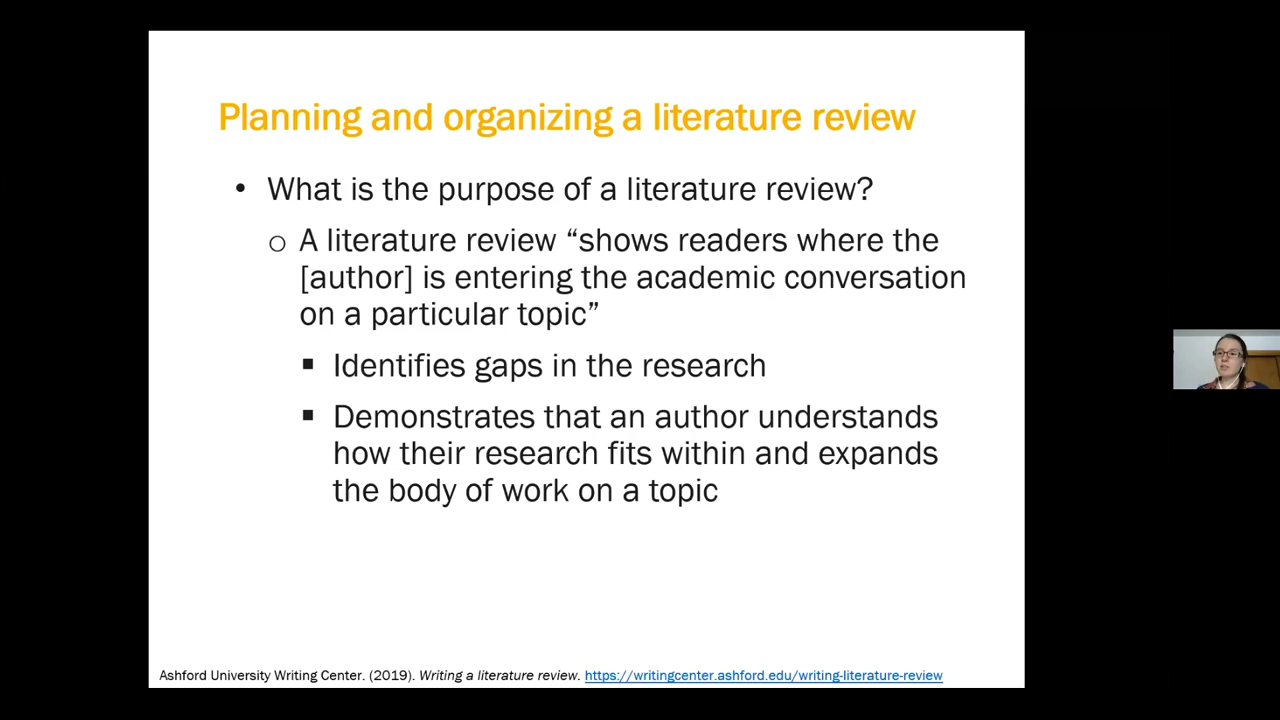 Planning and organizing a literature review
• What is the purpose of a literature review?
o A literature review “shows readers where the
[author] is entering the academic conversation
on a particular topic”
▪ Identifies gaps in the research
▪ Demonstrates that an author understands
how their research fits within and expands
the body of work on a topic
Ashford University Writing Center. (2019). Writing a literature review. https://writingcenter.ashford.edu/writing-literature-review